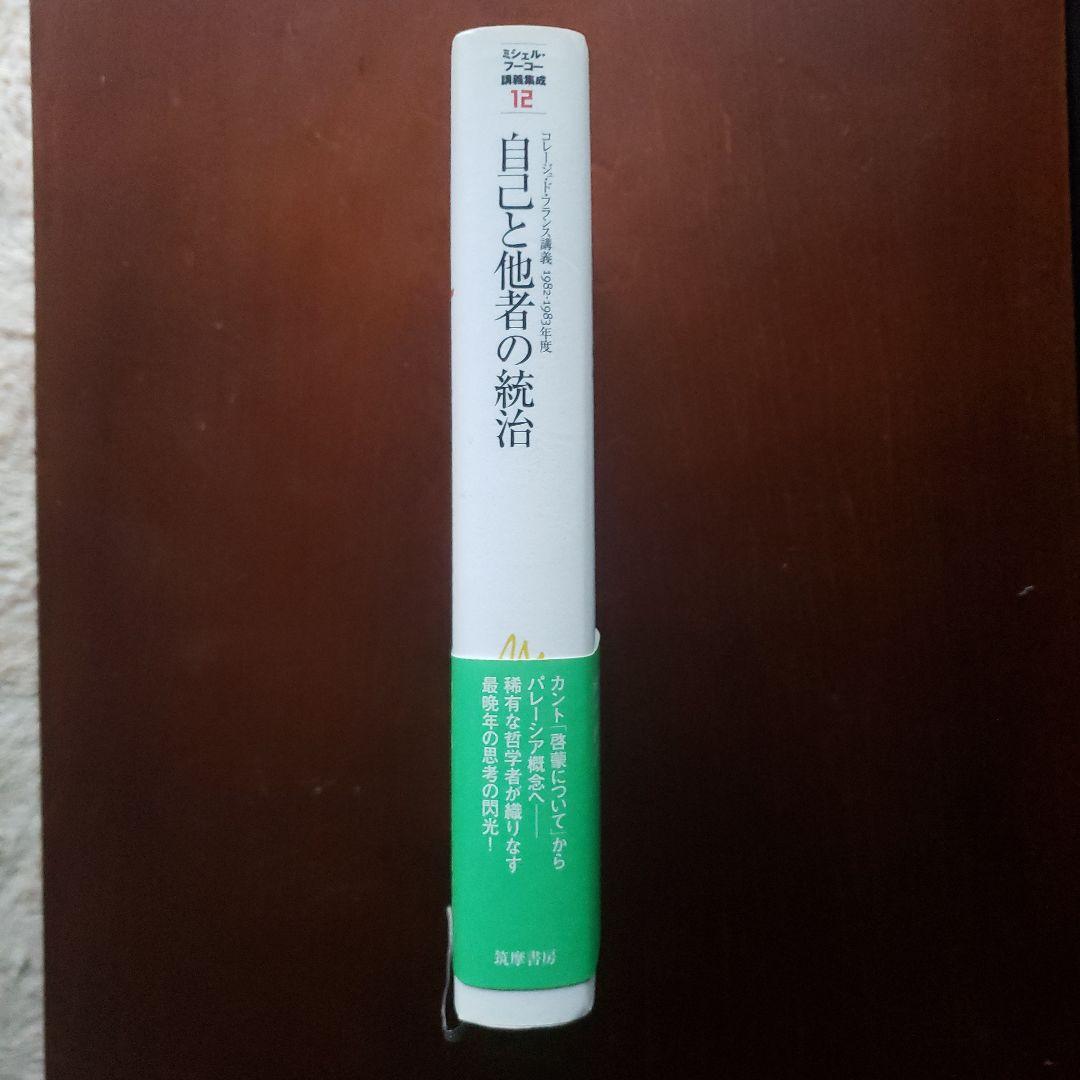 ミシェル・
フーコー
講義集成
12
コレージュ・ド・フランス講義 1982-1983年度
自己と他者の統治
カント「啓蒙について」から
パレーシア概念へ――
稀有な哲学者が織りなす
最晩年の思考の閃光!
筑摩書房